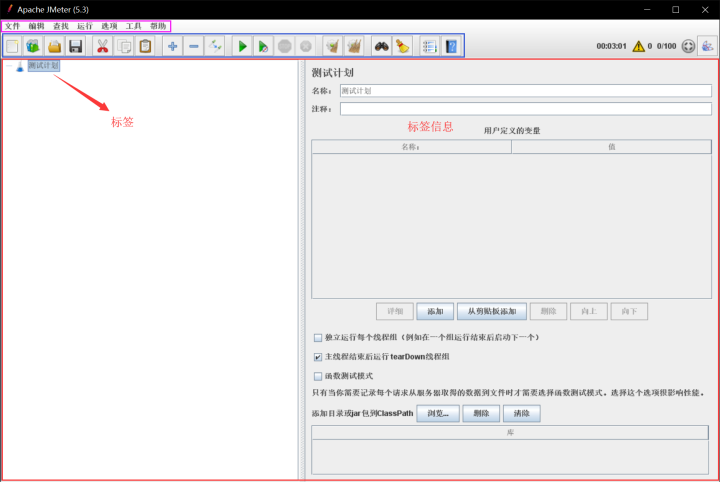 Apache JMeter (5.3)
文件 编辑 查找 运行 选项 工具 帮助
00:03:01 0 0/100
测试计划
标签
测试计划
名称： 测试计划
注释：
标签信息
用户定义的变量
名称： 值
详细 添加 从剪贴板添加 删除 向上 向下
独立运行每个线程组（例如在一个组运行结束后启动下一个）
主线程结束后运行 tearDown线程组
函数测试模式
只有当你需要记录每个请求从服务器取得的数据到文件时才需要选择函数测试模式。选择这个选项很影响性能。
添加目录或jar包到ClassPath 浏览... 删除 清除
库